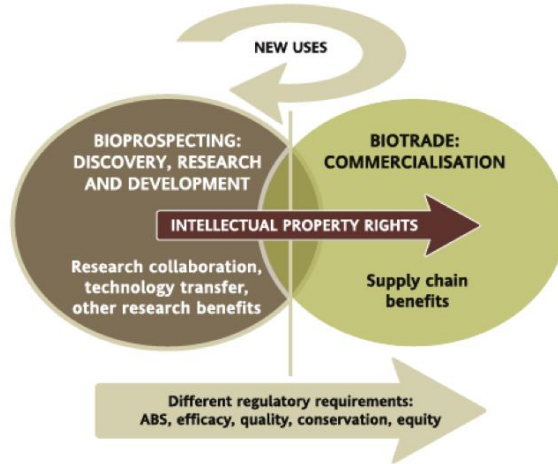 NEW USES
BIOPROSPECTING:
DISCOVERY, RESEARCH
AND DEVELOPMENT
BIOTRADE:
COMMERCIALISATION
INTELLECTUAL PROPERTY RIGHTS
Research collaboration,
technology transfer,
other research benefits
Supply chain
benefits
Different regulatory requirements:
ABS, efficacy, quality, conservation, equity